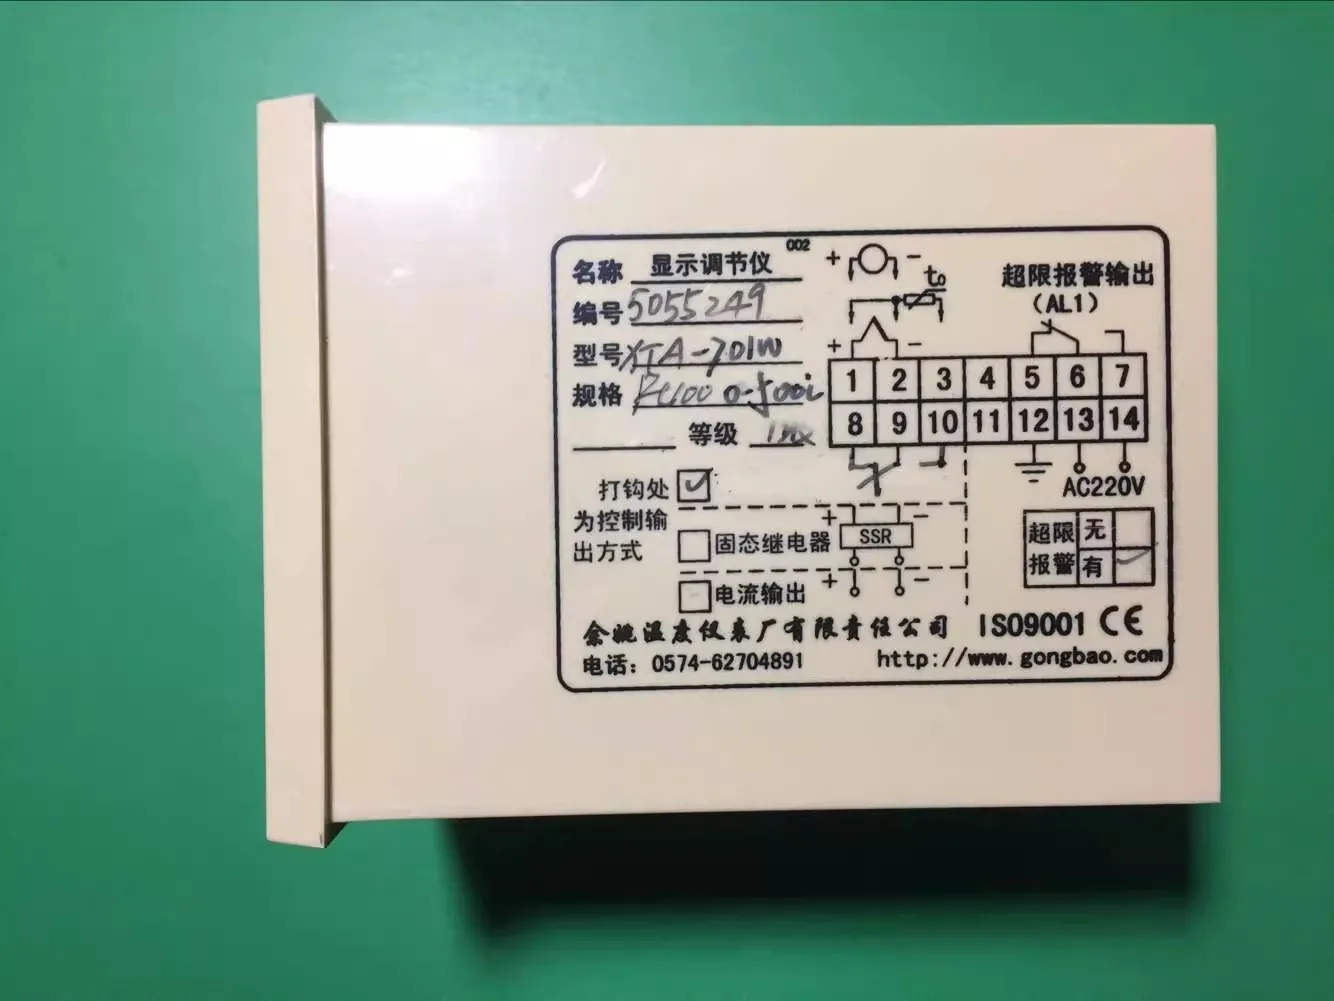 002
名称 显示调节仪
编号 5055249
型号 XTA-701W
规格 Pt100 0-500
等级 1级
打钩处
为控制输
出方式
固态继电器
电流输出
+ -
t₀
+ -
超限报警输出
(AL1)
1 2 3 4 5 6 7
8 9 10 11 12 13 14
AC220V
+ -
SSR
+ -
超限 无
报警 有
余姚温度仪表厂有限责任公司 ISO9001 CE
电话：0574-62704891 http://www.gongbao.com